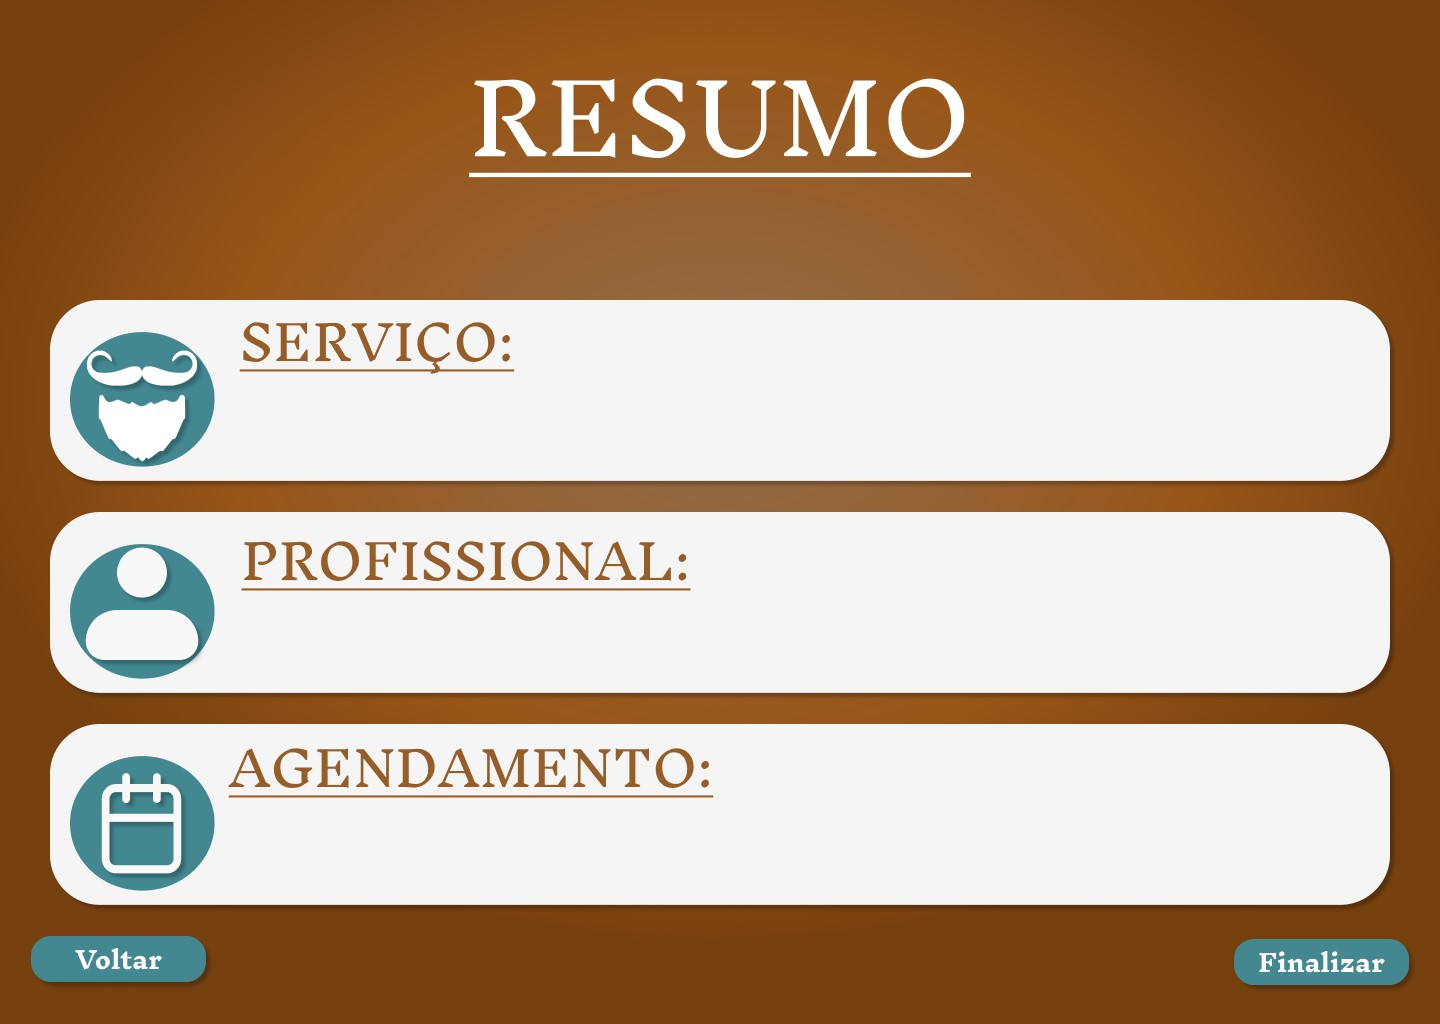 RESUMO
SERVIÇO:
PROFISSIONAL:
AGENDAMENTO:
Voltar
Finalizar